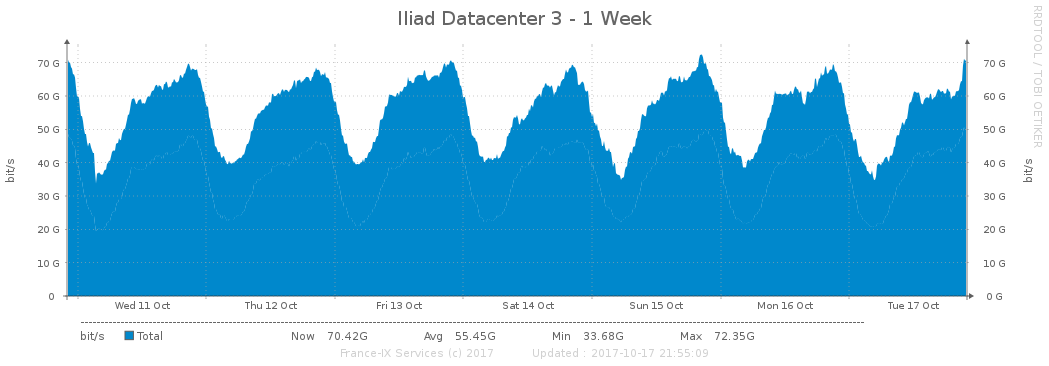 Iliad Datacenter 3 - 1 Week
RRDTOOL / TOBI OETIKER
70 G 70 G
60 G 60 G
50 G 50 G
40 G 40 G
30 G 30 G
20 G 20 G
10 G 10 G
0 0 G
bit/s
bit/s
Wed 11 Oct Thu 12 Oct Fri 13 Oct Sat 14 Oct Sun 15 Oct Mon 16 Oct Tue 17 Oct
bit/s Total Now 70.42G Avg 55.45G Min 33.68G Max 72.35G
France-IX Services (c) 2017 Updated : 2017-10-17 21:55:09